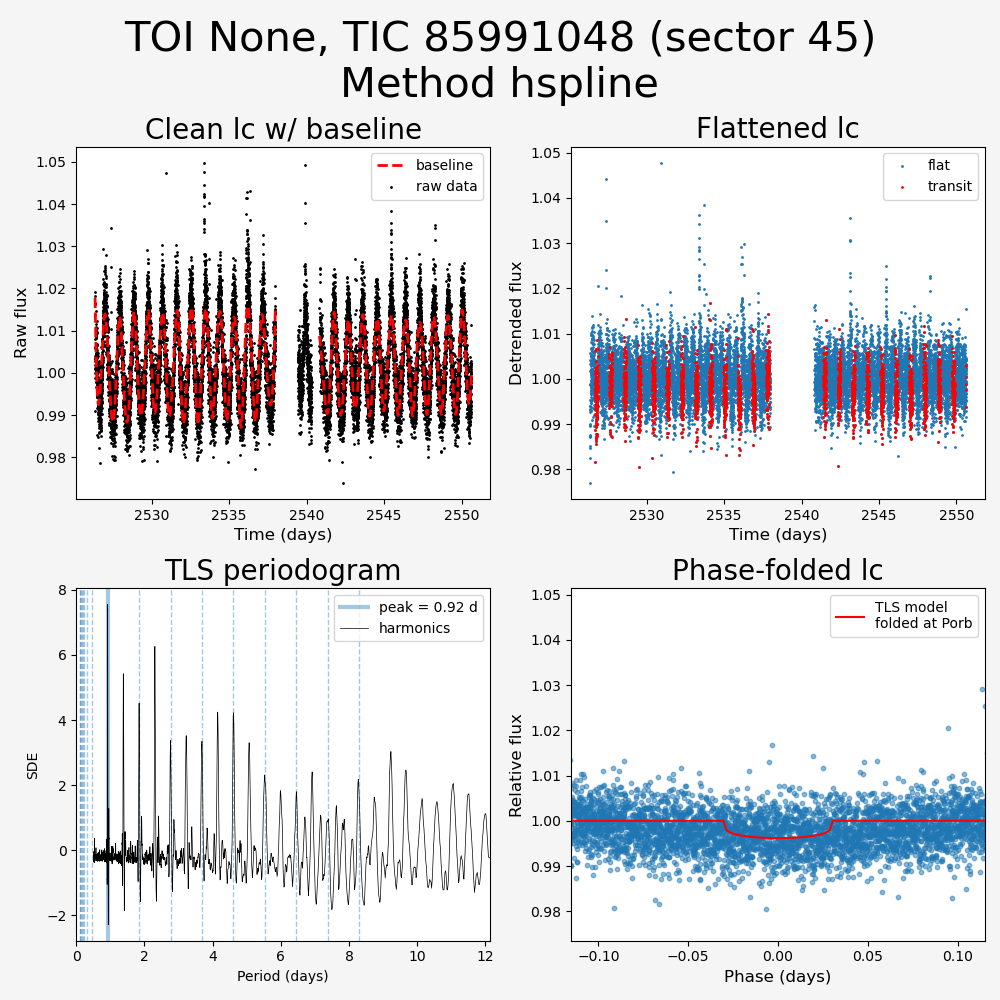 TOI None, TIC 85991048 (sector 45)
Method hspline
Clean lc w/ baseline
Flattened lc
1.05
1.04
1.03
1.02
1.01
1.00
0.99
0.98
Raw flux
baseline
raw data
2530
2535
2540
2545
2550
Time (days)
1.05
1.04
1.03
1.02
1.01
1.00
0.99
0.98
Detrended flux
flat
transit
2530
2535
2540
2545
2550
Time (days)
TLS periodogram
Phase-folded lc
8
6
4
2
0
−2
SDE
peak = 0.92 d
harmonics
0
2
4
6
8
10
12
Period (days)
1.05
1.04
1.03
1.02
1.01
1.00
0.99
0.98
Relative flux
TLS model
folded at Porb
−0.10
−0.05
0.00
0.05
0.10
Phase (days)